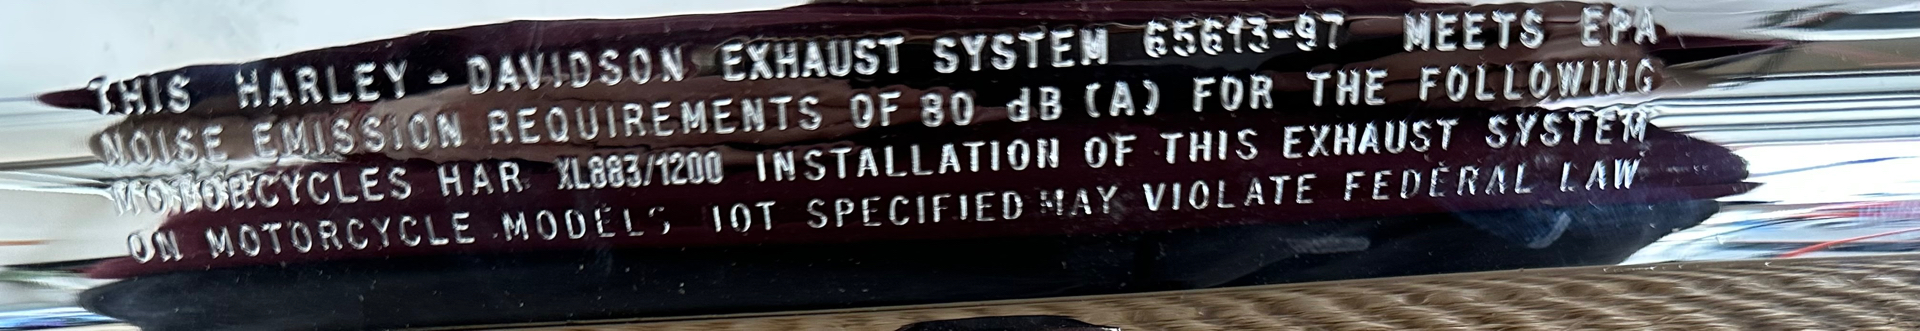 THIS HARLEY-DAVIDSON EXHAUST SYSTEM 65613-97 MEETS EPA
NOISE EMISSION REQUIREMENTS OF 80 dB (A) FOR THE FOLLOWING
MOTORCYCLES HAR XL883/1200 INSTALLATION OF THIS EXHAUST SYSTEM
ON MOTORCYCLE MODELS IOT SPECIFIED MAY VIOLATE FEDERAL LAW